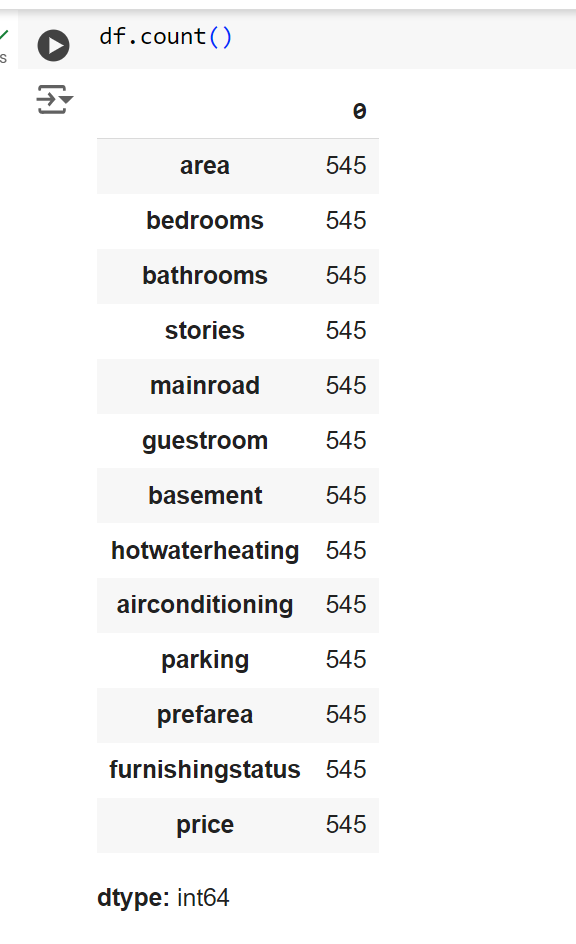 df.count()
s
0
area 545
bedrooms 545
bathrooms 545
stories 545
mainroad 545
guestroom 545
basement 545
hotwaterheating 545
airconditioning 545
parking 545
prefarea 545
furnishingstatus 545
price 545
dtype: int64